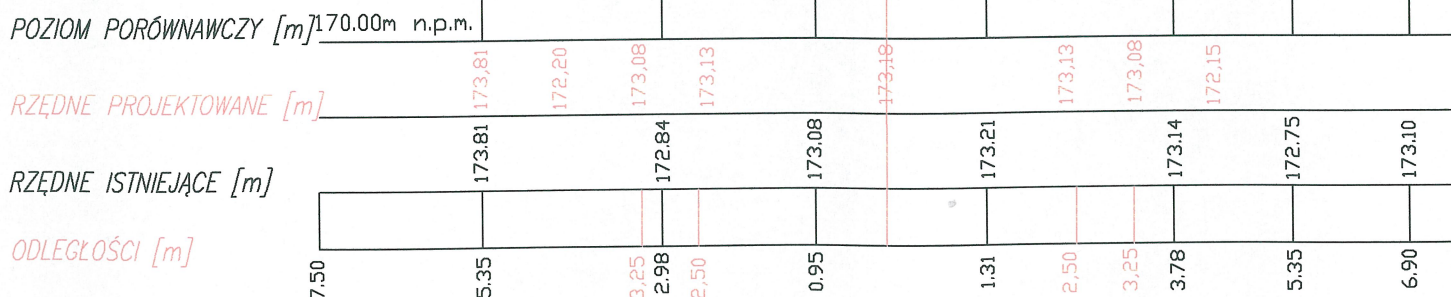 POZIOM PORÓWNAWCZY [m] 170.00m n.p.m.
173,81 172,20 173,08 173,13 173,18 173,13 173,08 172,15
RZĘDNE PROJEKTOWANE [m]
173.81 172.84 173.08 173.21 173.14 172.75 173.10
RZĘDNE ISTNIEJĄCE [m]
ODLEGŁOŚCI [m]
7.50 5.35 3,25 2.98 2,50 0.95 1.31 2,50 3,25 3.78 5.35 6.90